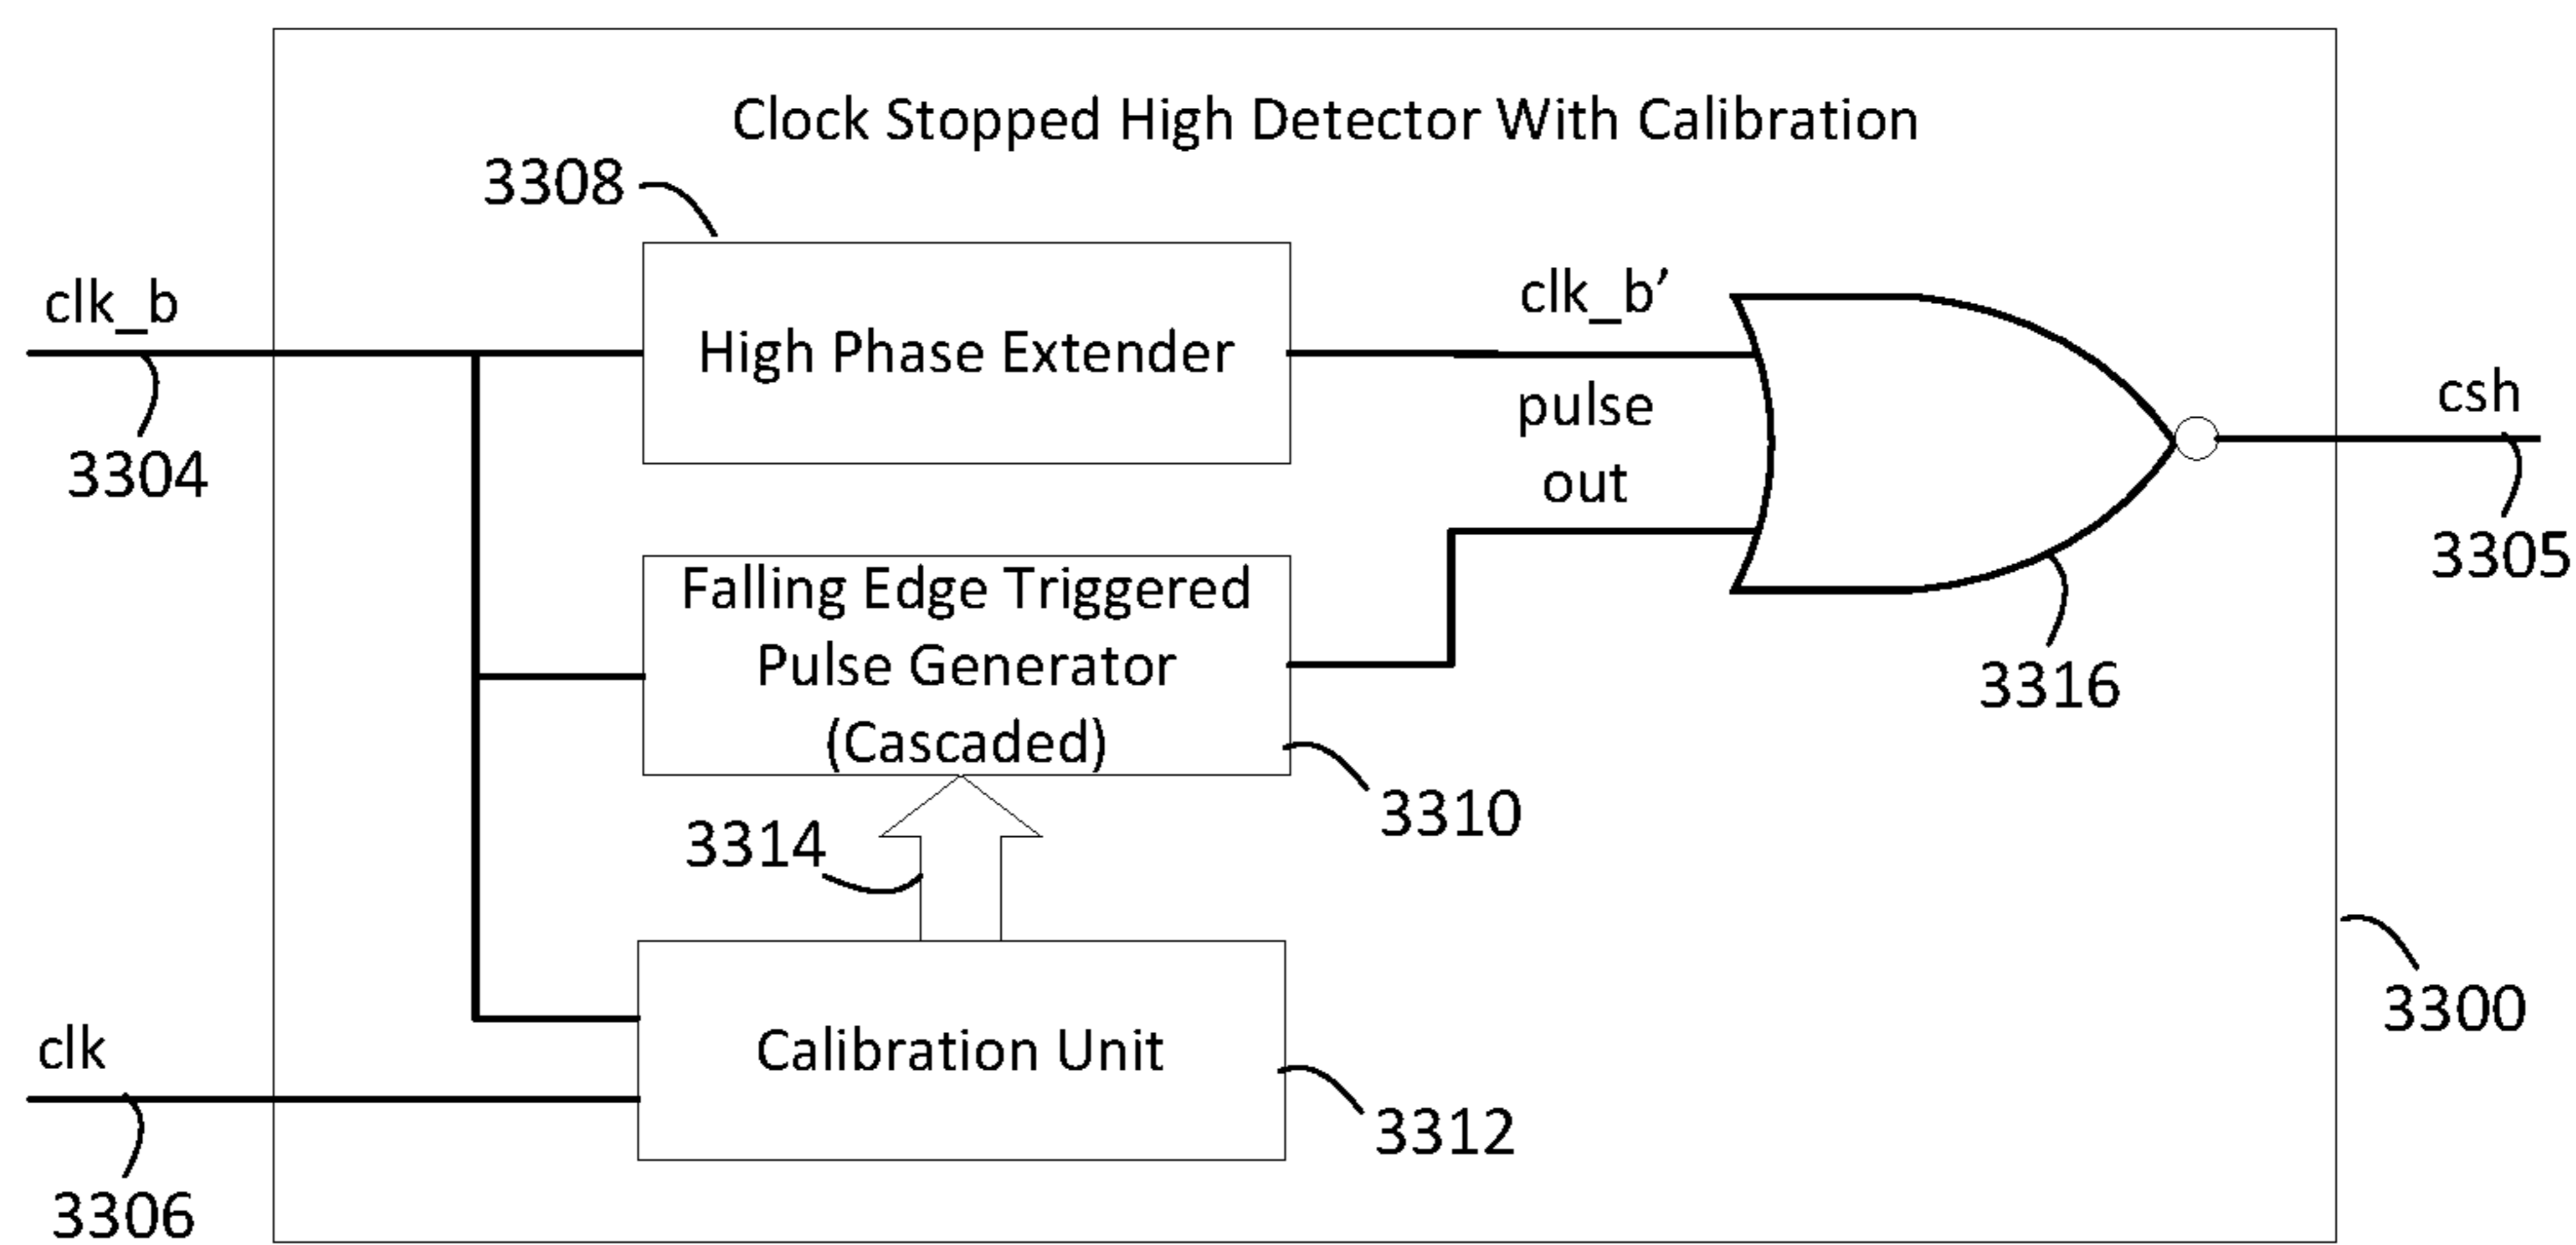 Clock Stopped High Detector With Calibration
3308
clk_b
3304
High Phase Extender
clk_b’
pulse
out
csh
3305
3316
Falling Edge Triggered
Pulse Generator
(Cascaded)
3310
3314
3300
clk
3306
Calibration Unit
3312